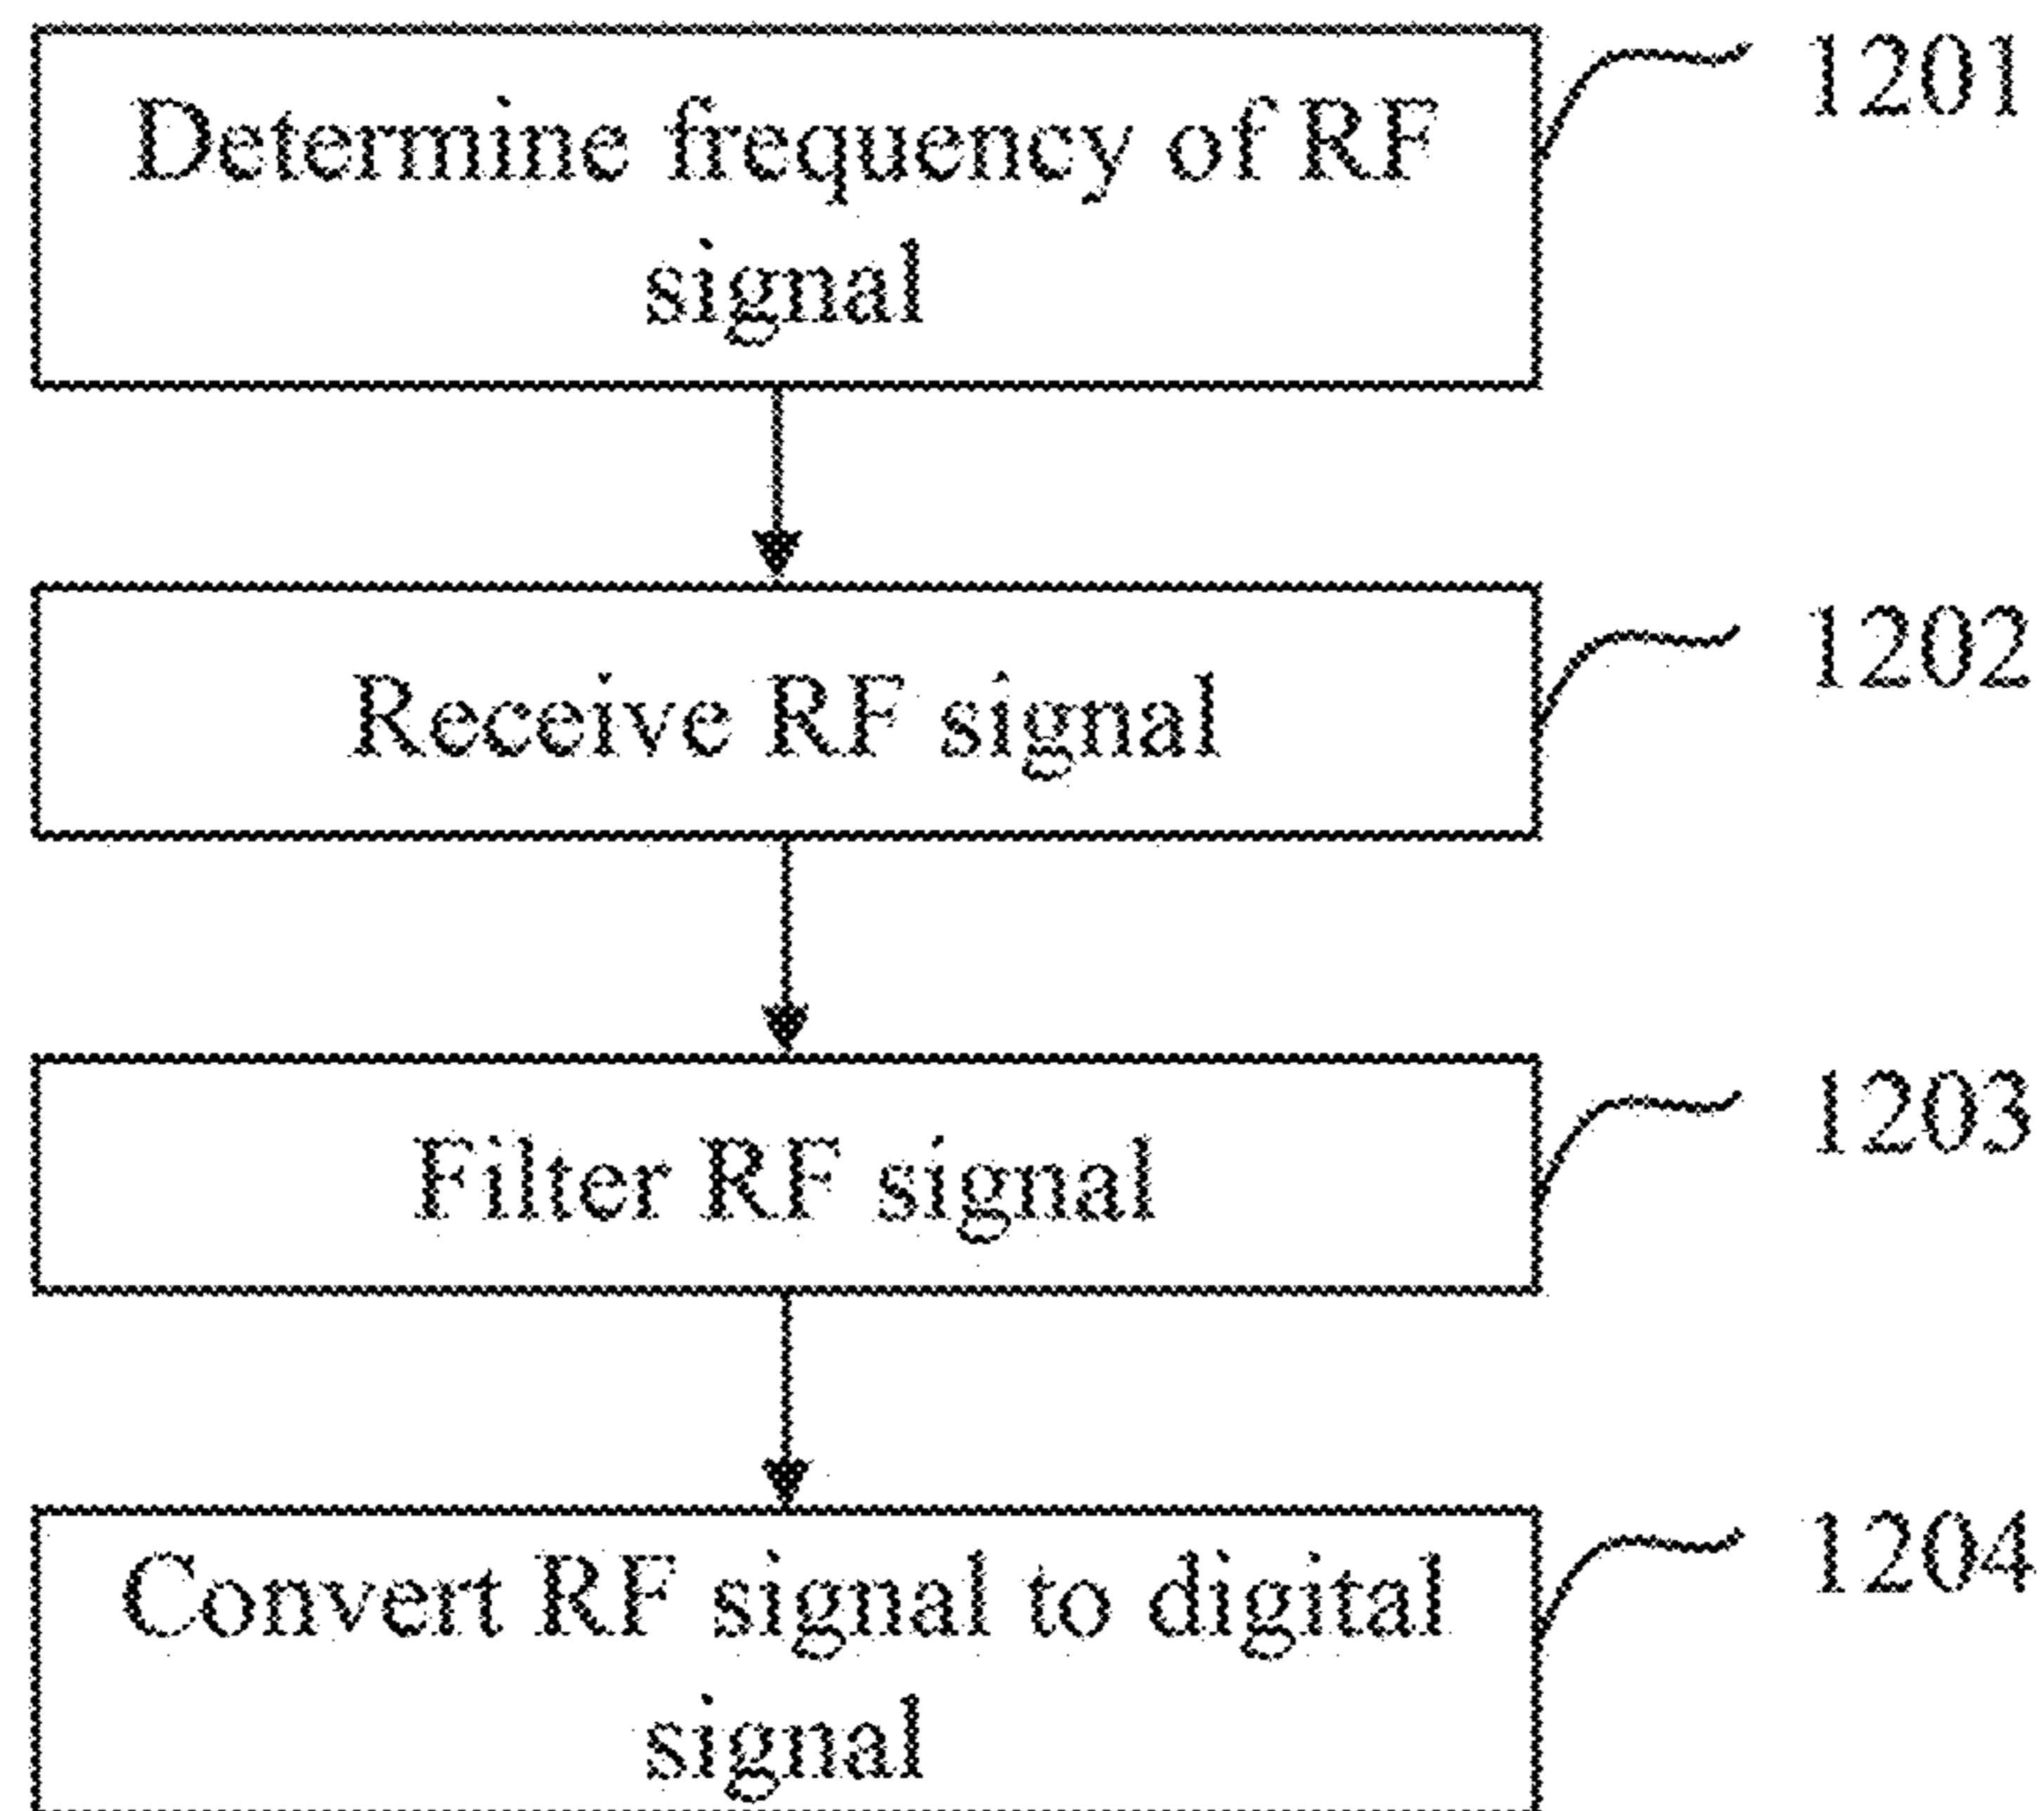 Determine frequency of RF
signal
1201
Receive RF signal
1202
Filter RF signal
1203
Convert RF signal to digital
signal
1204